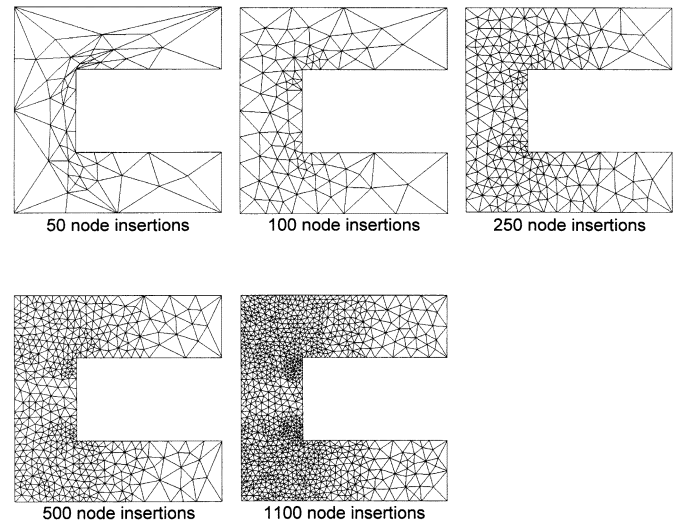 50 node insertions
100 node insertions
250 node insertions
500 node insertions
1100 node insertions